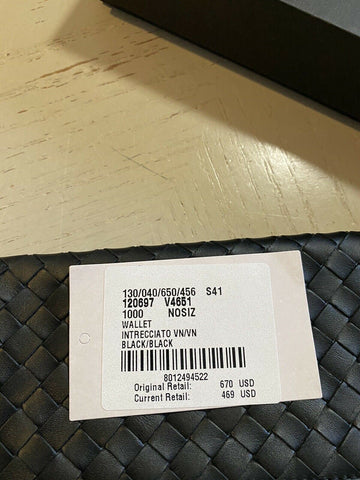 130/040/650/456 S41
120697 V4651
1000 NOSIZ
WALLET
INTRECCIATO VN/VN
BLACK/BLACK
8012494522
Original Retail: 670 USD
Current Retail: 469 USD